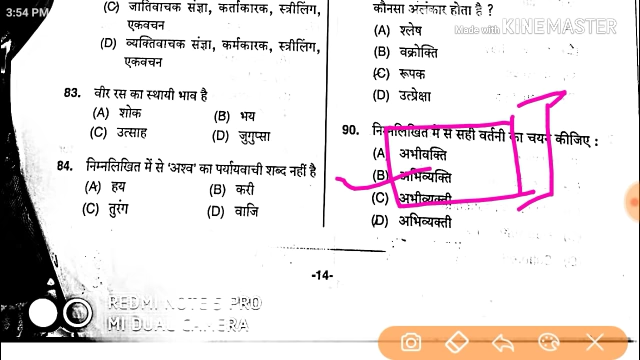 3:54 PM
Made with KINEMASTER
(C) जातिवाचक संज्ञा, कर्ताकारक, स्त्रीलिंग,
एकवचन
(D) व्यक्तिवाचक संज्ञा, कर्मकारक, स्त्रीलिंग,
एकवचन
83. वीर रस का स्थायी भाव है
(A) शोक (B) भय
(C) उत्साह (D) जुगुप्सा
84. निम्नलिखित में से 'अश्व' का पर्यायवाची शब्द नहीं है
(A) हय (B) करी
(C) तुरंग (D) वाजि
कौनसा अलंकार होता है ?
(A) श्लेष
(B) वक्रोक्ति
(C) रूपक
(D) उत्प्रेक्षा
90. निम्नलिखित में से सही वर्तनी का चयन कीजिए :
(A) अभीवक्ति
(B) अभिव्यक्ति
(C) अभीव्यक्ती
(D) अभिव्यक्ती
-14-
REDMI NOTE 5 PRO
MI DUAL CAMERA